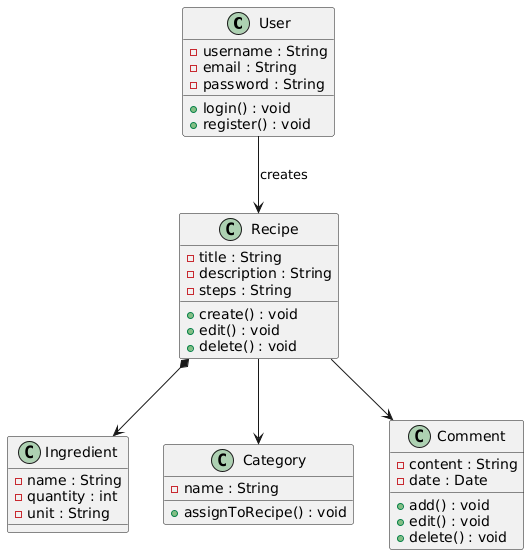 C User
username : String
email : String
password : String
login() : void
register() : void
creates
C Recipe
title : String
description : String
steps : String
create() : void
edit() : void
delete() : void
C Ingredient
name : String
quantity : int
unit : String
C Category
name : String
assignToRecipe() : void
C Comment
content : String
date : Date
add() : void
edit() : void
delete() : void